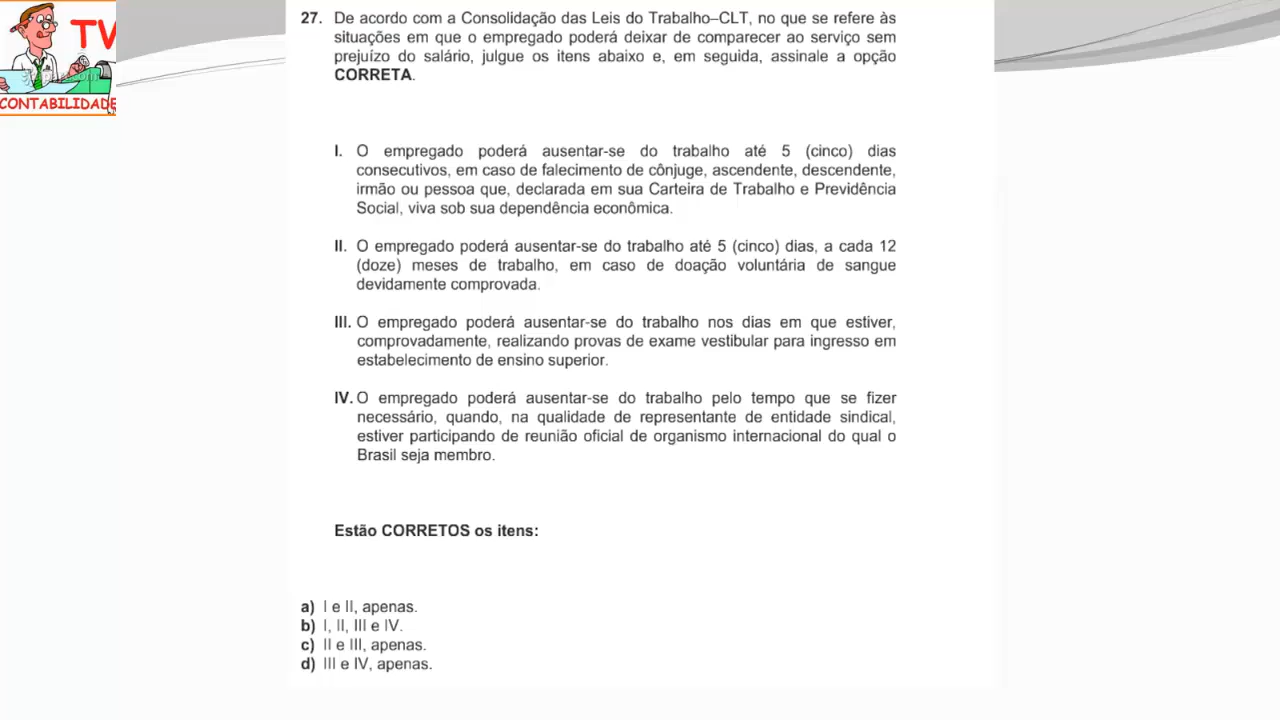 TV
CONTABILIDADE
27. De acordo com a Consolidação das Leis do Trabalho–CLT, no que se refere às
situações em que o empregado poderá deixar de comparecer ao serviço sem
prejuízo do salário, julgue os itens abaixo e, em seguida, assinale a opção
CORRETA.
I. O empregado poderá ausentar-se do trabalho até 5 (cinco) dias
consecutivos, em caso de falecimento de cônjuge, ascendente, descendente,
irmão ou pessoa que, declarada em sua Carteira de Trabalho e Previdência
Social, viva sob sua dependência econômica.
II. O empregado poderá ausentar-se do trabalho até 5 (cinco) dias, a cada 12
(doze) meses de trabalho, em caso de doação voluntária de sangue
devidamente comprovada.
III. O empregado poderá ausentar-se do trabalho nos dias em que estiver,
comprovadamente, realizando provas de exame vestibular para ingresso em
estabelecimento de ensino superior.
IV. O empregado poderá ausentar-se do trabalho pelo tempo que se fizer
necessário, quando, na qualidade de representante de entidade sindical,
estiver participando de reunião oficial de organismo internacional do qual o
Brasil seja membro.
Estão CORRETOS os itens:
a) I e II, apenas.
b) I, II, III e IV.
c) II e III, apenas.
d) III e IV, apenas.